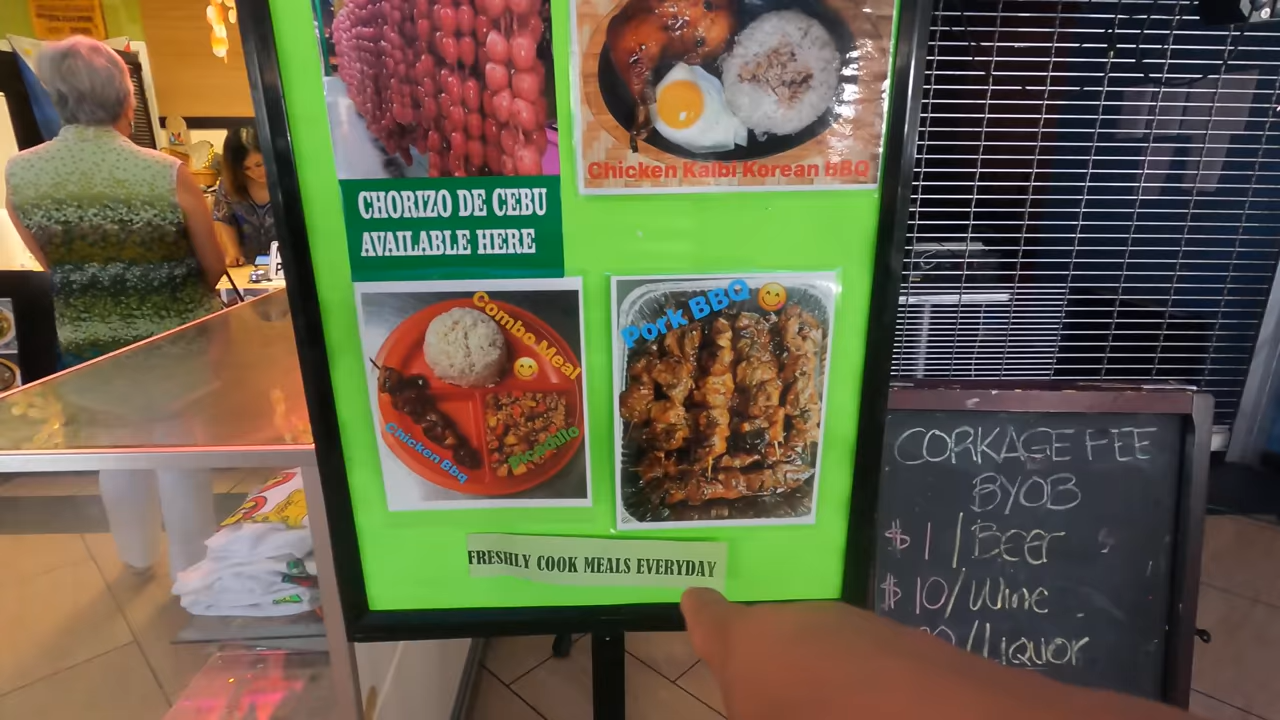 Chicken Kalbi Korean BBQ
CHORIZO DE CEBU
AVAILABLE HERE
Combo Meal
Chicken Bbq
Picadillo
Pork BBQ
FRESHLY COOK MEALS EVERYDAY
CORKAGE FEE
BYOB
$1/Beer
$10/Wine
/LIQUOR